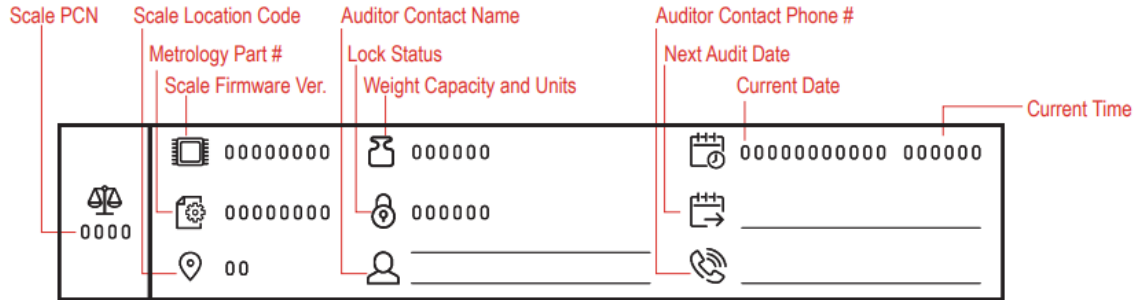 Scale PCN Scale Location Code Auditor Contact Name Auditor Contact Phone #
Metrology Part # Lock Status Next Audit Date
Scale Firmware Ver. Weight Capacity and Units Current Date
Current Time
00000000 000000 00000000000 000000
00000000 000000
0000
00